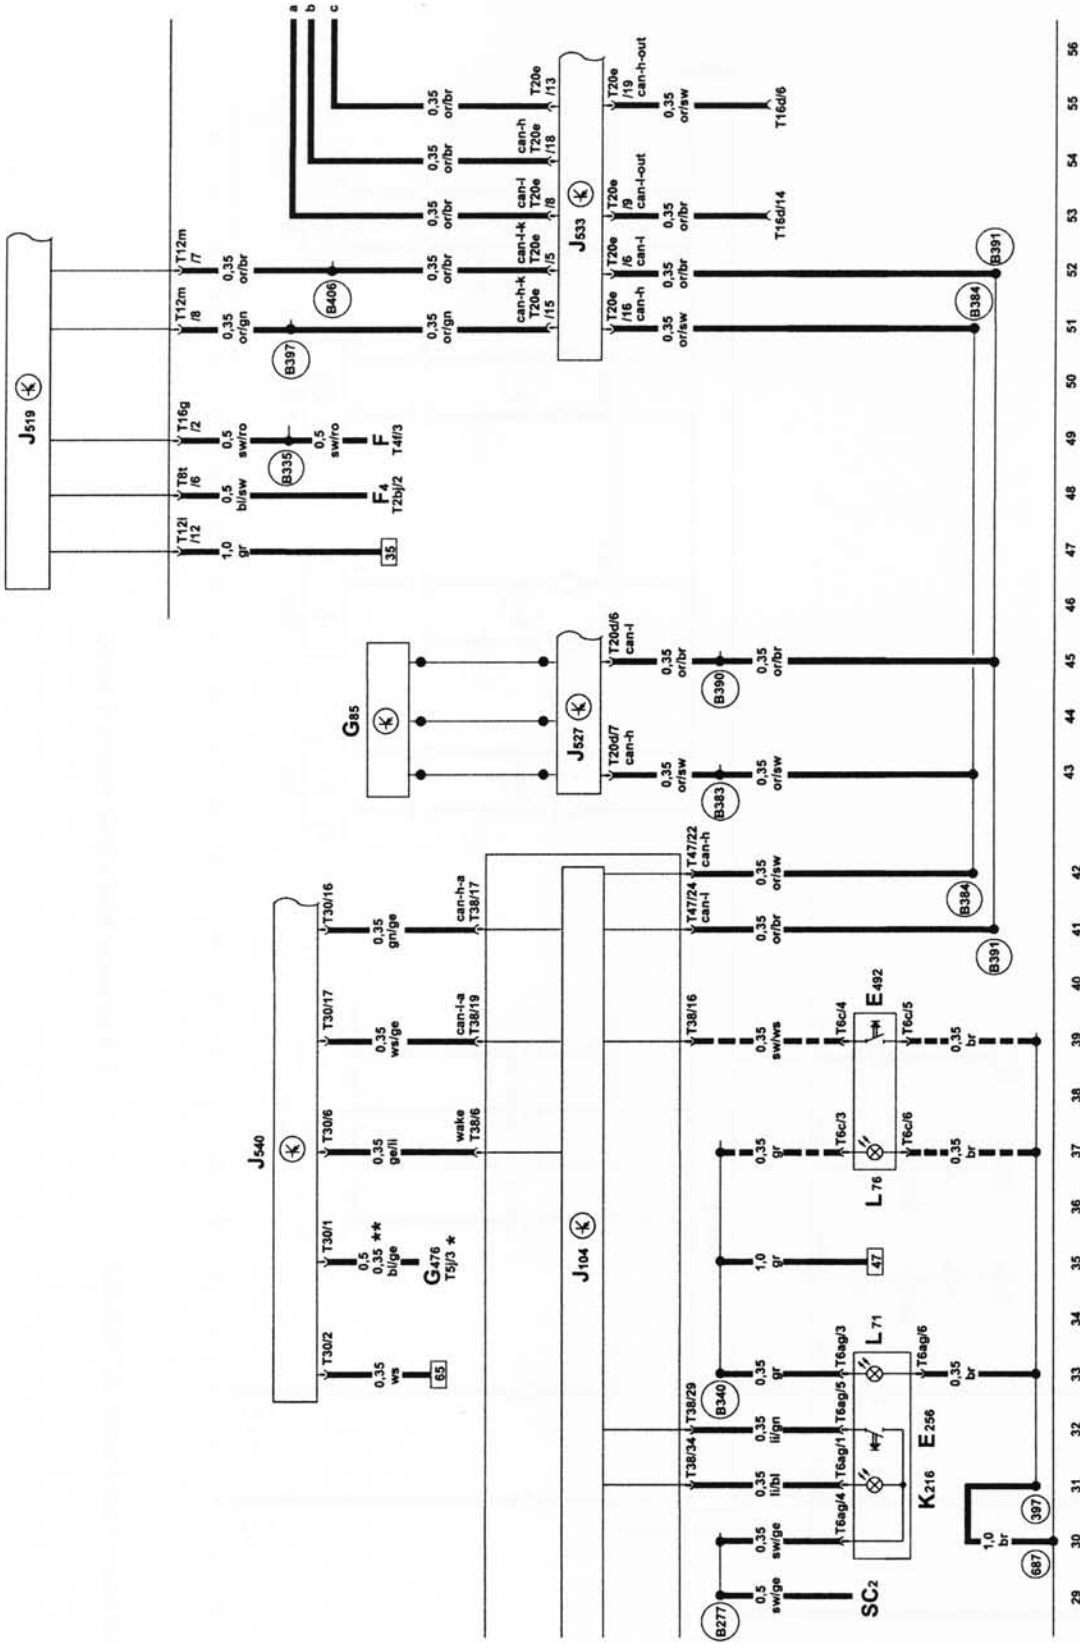 a
b
c
J519
T12i
/12
1,0
gr
35
T8t
/6
0,5
bl/sw
F4
T2bj/2
T16g
/2
0,5
sw/ro
B335
0,5
sw/ro
F
T4f/3
T12m
/8
0,35
or/gn
B397
0,35
or/gn
can-h-k
T20e
/15
T12m
/7
0,35
or/br
B406
0,35
or/br
can-l-k
T20e
/5
0,35
or/br
can-l
T20e
/8
0,35
or/br
can-h
T20e
/18
0,35
or/br
T20e
/13
J533
T20e
/16
can-h
0,35
or/sw
B384
T20e
/6
can-l
0,35
or/br
B391
T20e
/9
can-l-out
0,35
or/br
T16d/14
T20e
/19
can-h-out
0,35
or/sw
T16d/6
G85
J527
T20d/7
can-h
0,35
or/sw
B383
0,35
or/sw
T20d/6
can-l
0,35
or/br
B390
0,35
or/br
J540
T30/2
0,35
ws
65
T30/1
0,5
0,35 **
bl/ge
G476
T5j/3 *
T30/6
0,35
ge/li
wake
T38/6
T30/17
0,35
ws/ge
can-l-a
T38/19
T30/16
0,35
gn/ge
can-h-a
T38/17
J104
T47/24
can-l
0,35
or/br
B391
T47/22
can-h
0,35
or/sw
B384
B277
0,5
sw/ge
SC2
0,35
sw/ge
T6ag/4
T38/34
0,35
li/bl
T6ag/1
T38/29
0,35
li/gn
T6ag/5
B340
0,35
gr
T6ag/3
K216
E256
L71
T6ag/6
0,35
br
1,0
gr
47
0,35
gr
T6c/3
L76
T6c/6
0,35
br
T38/16
0,35
sw/ws
T6c/4
E492
T6c/5
0,35
br
1,0
br
687
397
29
30
31
32
33
34
35
36
37
38
39
40
41
42
43
44
45
46
47
48
49
50
51
52
53
54
55
56